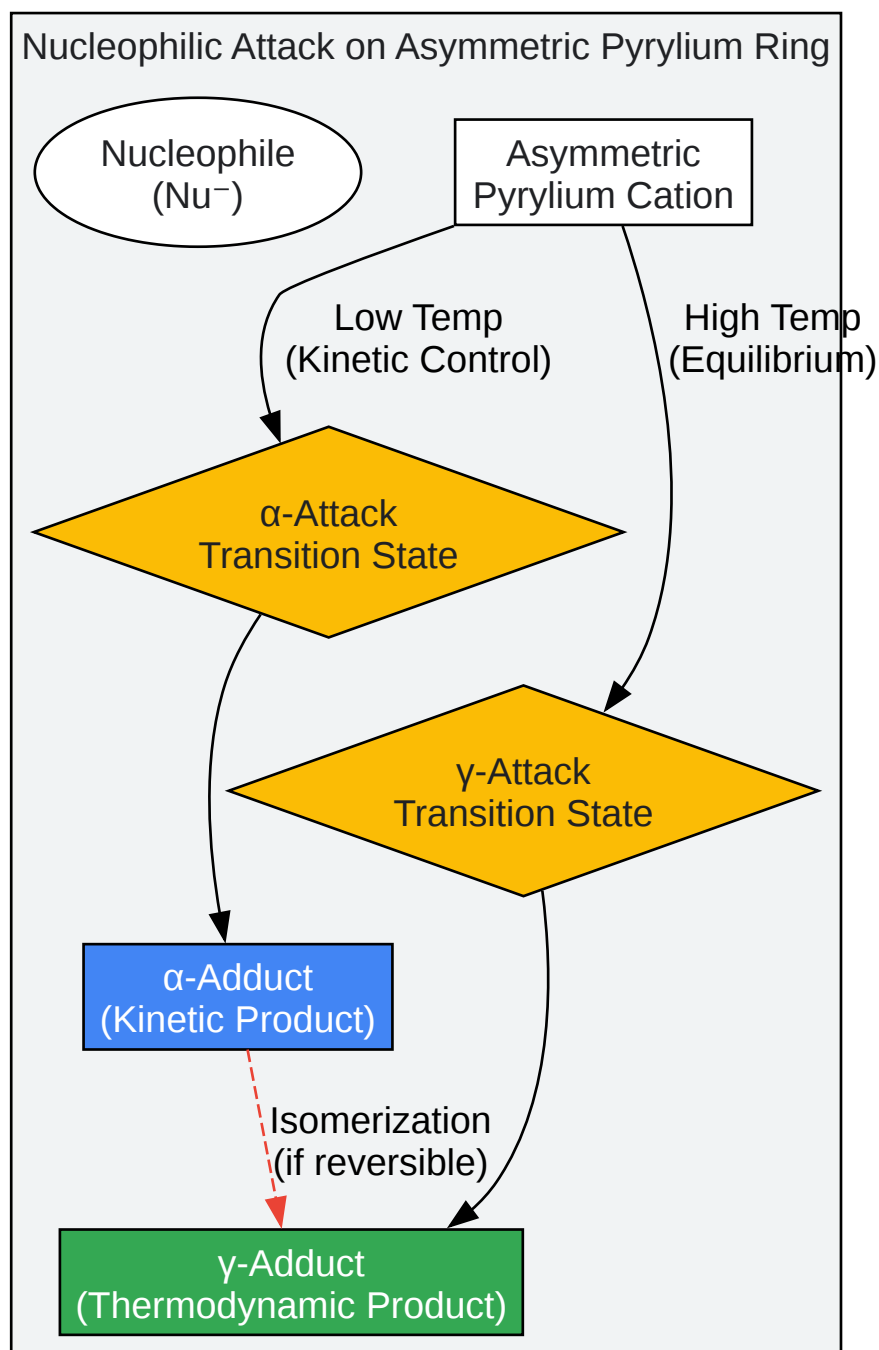 Nucleophilic Attack on Asymmetric Pyrylium Ring
Nucleophile
(Nu⁻)
Asymmetric
Pyrylium Cation
Low Temp
(Kinetic Control)
High Temp
(Equilibrium)
α-Attack
Transition State
γ-Attack
Transition State
α-Adduct
(Kinetic Product)
Isomerization
(if reversible)
γ-Adduct
(Thermodynamic Product)